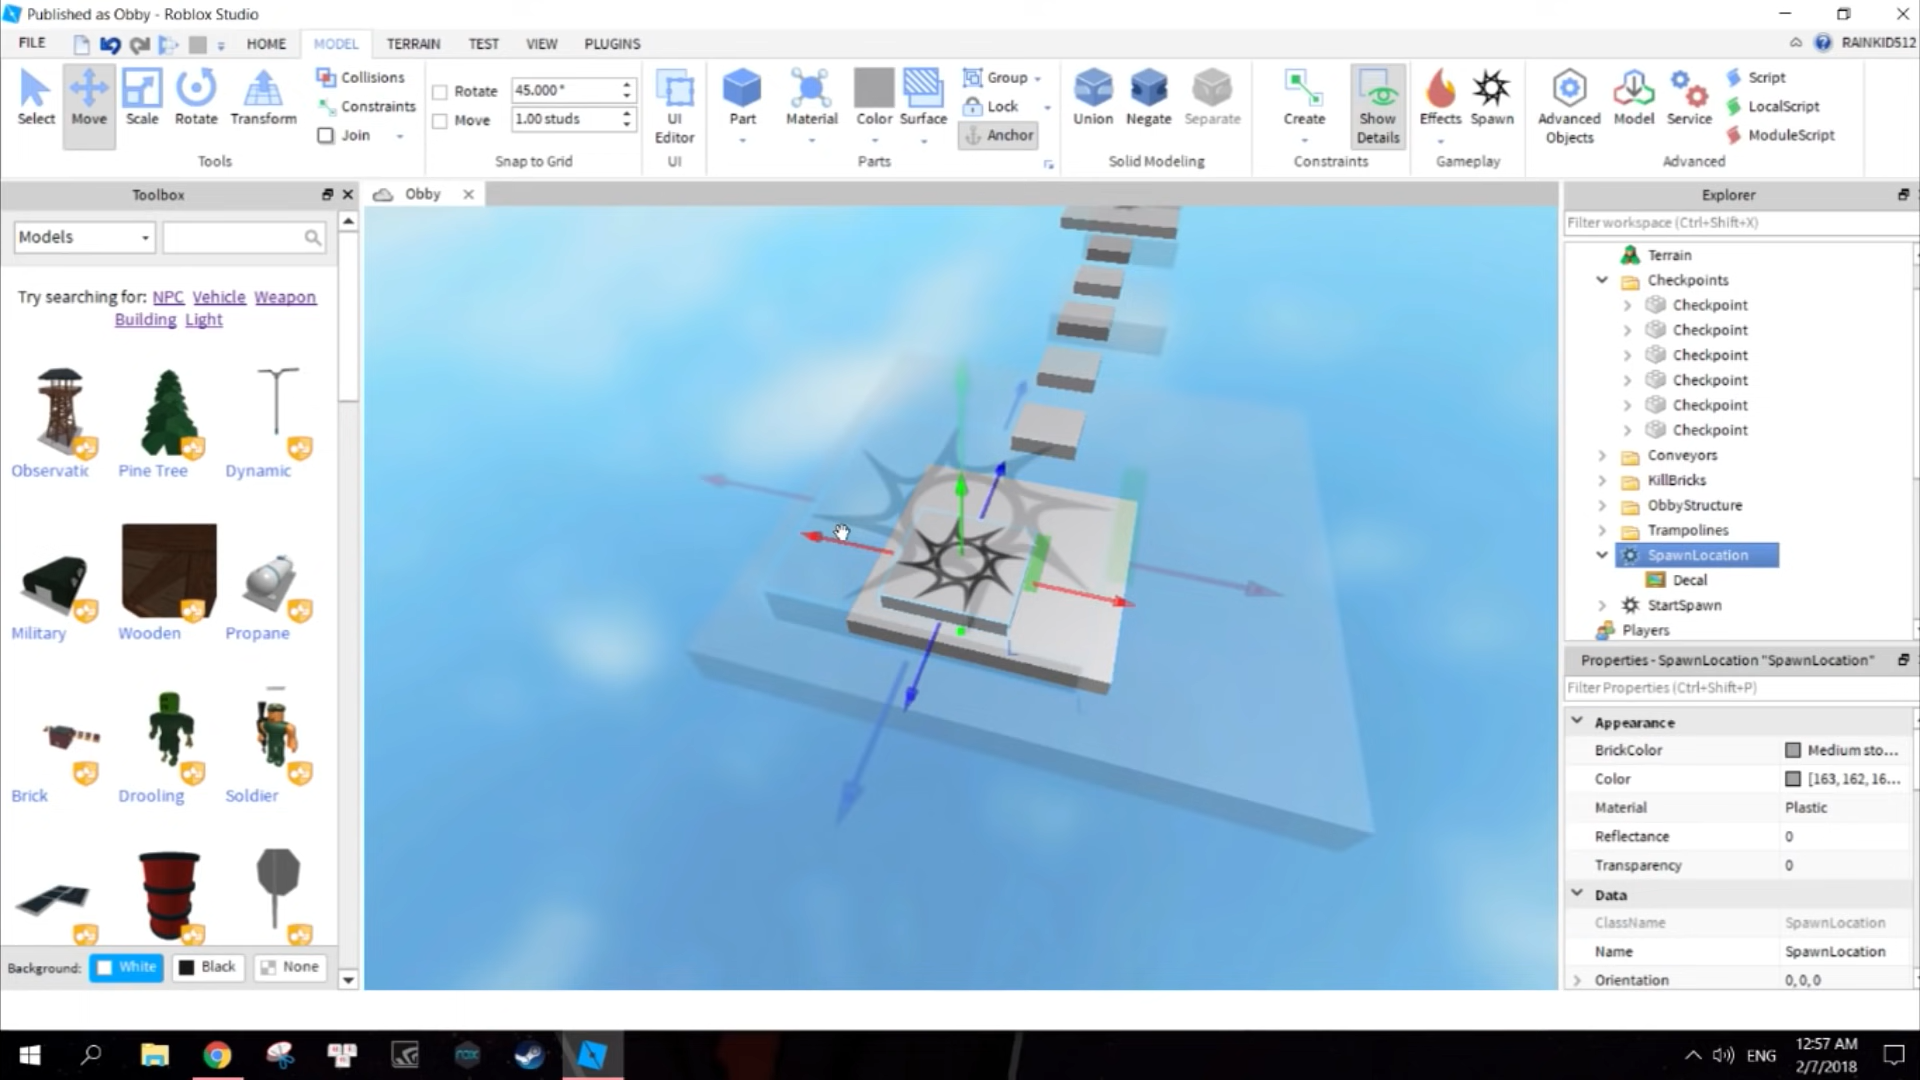 Published as Obby - Roblox Studio
FILE HOME MODEL TERRAIN TEST VIEW PLUGINS RAINKID512
Select Move Scale Rotate Transform
Collisions
Constraints
Join
Tools
Rotate 45.000°
Move 1.00 studs
Snap to Grid
UI Editor
UI
Part Material Color Surface
Group
Lock
Anchor
Parts
Union Negate Separate
Solid Modeling
Create Show Details
Constraints
Effects Spawn
Gameplay
Advanced Objects Model Service
Script
LocalScript
ModuleScript
Advanced
Toolbox
Models
Try searching for: NPC Vehicle Weapon
Building Light
Observatic Pine Tree Dynamic
Military Wooden Propane
Brick Drooling Soldier
Background: White Black None
Obby
Explorer
Filter workspace (Ctrl+Shift+X)
Terrain
Checkpoints
Checkpoint
Checkpoint
Checkpoint
Checkpoint
Checkpoint
Checkpoint
Conveyors
KillBricks
ObbyStructure
Trampolines
SpawnLocation
Decal
StartSpawn
Players
Properties - SpawnLocation "SpawnLocation"
Filter Properties (Ctrl+Shift+P)
Appearance
BrickColor Medium sto...
Color [163, 162, 16...
Material Plastic
Reflectance 0
Transparency 0
Data
ClassName SpawnLocation
Name SpawnLocation
Orientation 0, 0, 0
ENG
12:57 AM
2/7/2018